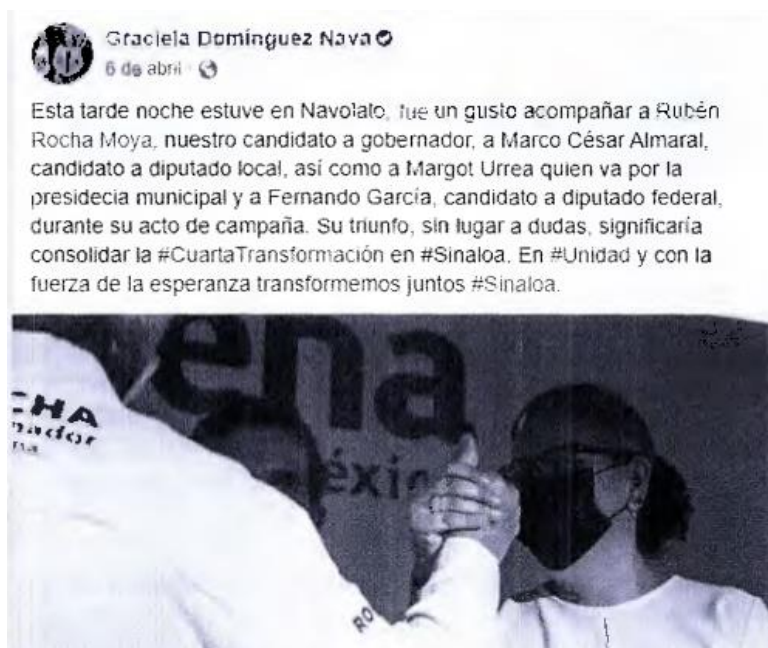 Graciela Domínguez Nava
6 de abril
Esta tarde noche estuve en Navolato, fue un gusto acompañar a Rubén
Rocha Moya, nuestro candidato a gobernador, a Marco César Almaral,
candidato a diputado local, así como a Margot Urrea quien va por la
presidecia municipal y a Fernando García, candidato a diputado federal,
durante su acto de campaña. Su triunfo, sin lugar a dudas, significaría
consolidar la #CuartaTransformación en #Sinaloa. En #Unidad y con la
fuerza de la esperanza transformemos juntos #Sinaloa.
ena
éxi
CHA
nador
RO